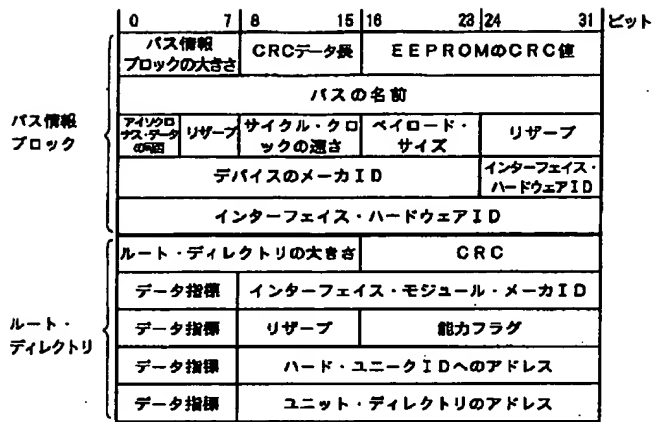 0 7 8 15 16 23 24 31 ビット
バス情報
ブロックの大きさ
CRCデータ長
EEPROMのCRC値
バスの名前
バス情報
ブロック
アイソクロ
ナス・データ
リザーブ
サイクル・クロ
ックの速さ
ペイロード・
サイズ
リザーブ
デバイスのメーカID
インターフェイス・
ハードウェアID
インターフェイス・ハードウェアID
ルート・ディレクトリの大きさ
CRC
データ指標
インターフェイス・モジュール・メーカID
ルート・
ディレクトリ
データ指標
リザーブ
能力フラグ
データ指標
ハード・ユニークIDへのアドレス
データ指標
ユニット・ディレクトリのアドレス